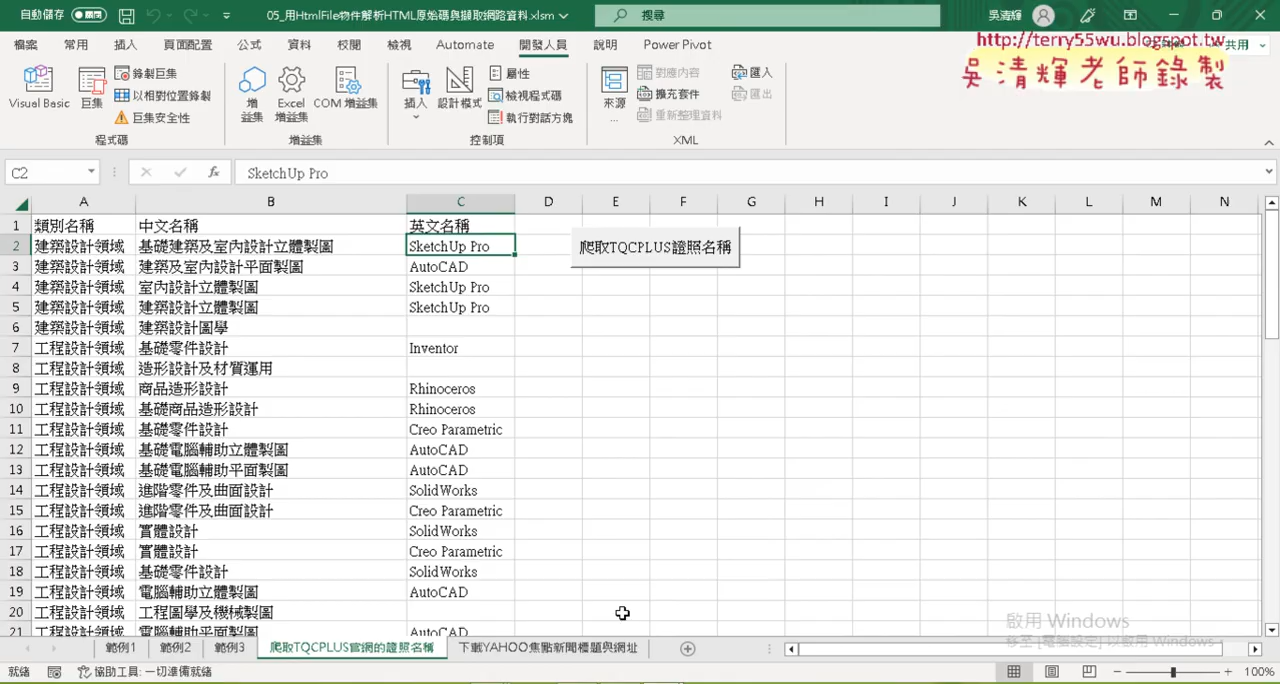 自動儲存 關閉 05_用HtmlFile物件解析HTML原始碼與擷取網路資料.xlsm 搜尋 吳清輝
http://terry55wu.blogspot.tw
吳清輝老師錄製
檔案 常用 插入 頁面配置 公式 資料 校閱 檢視 Automate 開發人員 說明 Power Pivot 共用
Visual Basic 巨集 錄製巨集 以相對位置錄製 巨集安全性 增益集 Excel 增益集 COM 增益集 插入 設計模式 屬性 檢視程式碼 執行對話方塊 來源 ... 對應內容 擴充套件 重新整理資料 匯入 匯出
程式碼 增益集 控制項 XML
C2 fx SketchUp Pro
A B C D E F G H I J K L M N
1 類別名稱 中文名稱 英文名稱
2 建築設計領域 基礎建築及室內設計立體製圖 SketchUp Pro 爬取TQCPLUS證照名稱
3 建築設計領域 建築及室內設計平面製圖 AutoCAD
4 建築設計領域 室內設計立體製圖 SketchUp Pro
5 建築設計領域 建築設計立體製圖 SketchUp Pro
6 建築設計領域 建築設計圖學
7 工程設計領域 基礎零件設計 Inventor
8 工程設計領域 造形設計及材質運用
9 工程設計領域 商品造形設計 Rhinoceros
10 工程設計領域 基礎商品造形設計 Rhinoceros
11 工程設計領域 基礎零件設計 Creo Parametric
12 工程設計領域 基礎電腦輔助立體製圖 AutoCAD
13 工程設計領域 基礎電腦輔助平面製圖 AutoCAD
14 工程設計領域 進階零件及曲面設計 SolidWorks
15 工程設計領域 進階零件及曲面設計 Creo Parametric
16 工程設計領域 實體設計 SolidWorks
17 工程設計領域 實體設計 Creo Parametric
18 工程設計領域 基礎零件設計 SolidWorks
19 工程設計領域 電腦輔助立體製圖 AutoCAD
20 工程設計領域 工程圖學及機械製圖
21 工程設計領域 電腦輔助平面製圖 AutoCAD
啟用 Windows
移至 [電腦設定] 以啟用 Windows。
範例1 範例2 範例3 爬取TQCPLUS官網的證照名稱 下載YAHOO焦點新聞標題與網址
就緒 協助工具: 一切準備就緒 100%